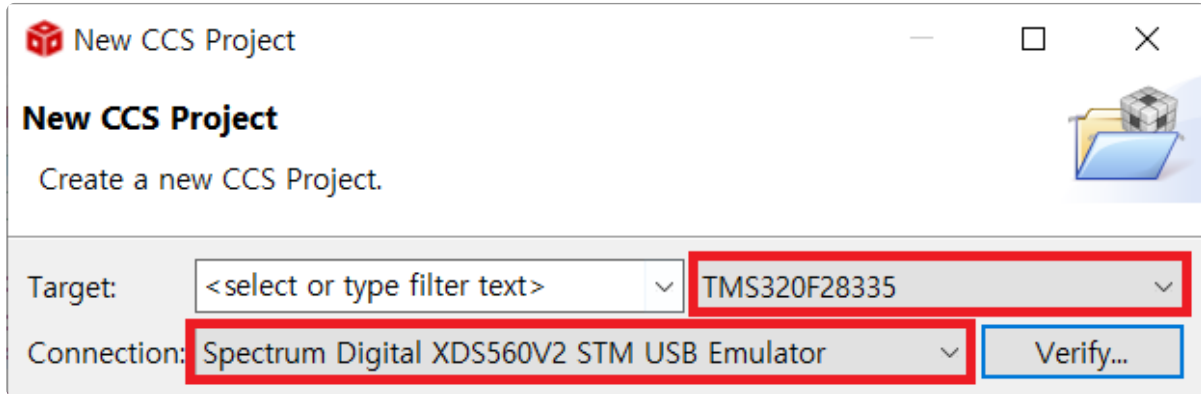 New CCS Project
New CCS Project
Create a new CCS Project.
Target: <select or type filter text> TMS320F28335
Connection: Spectrum Digital XDS560V2 STM USB Emulator Verify...